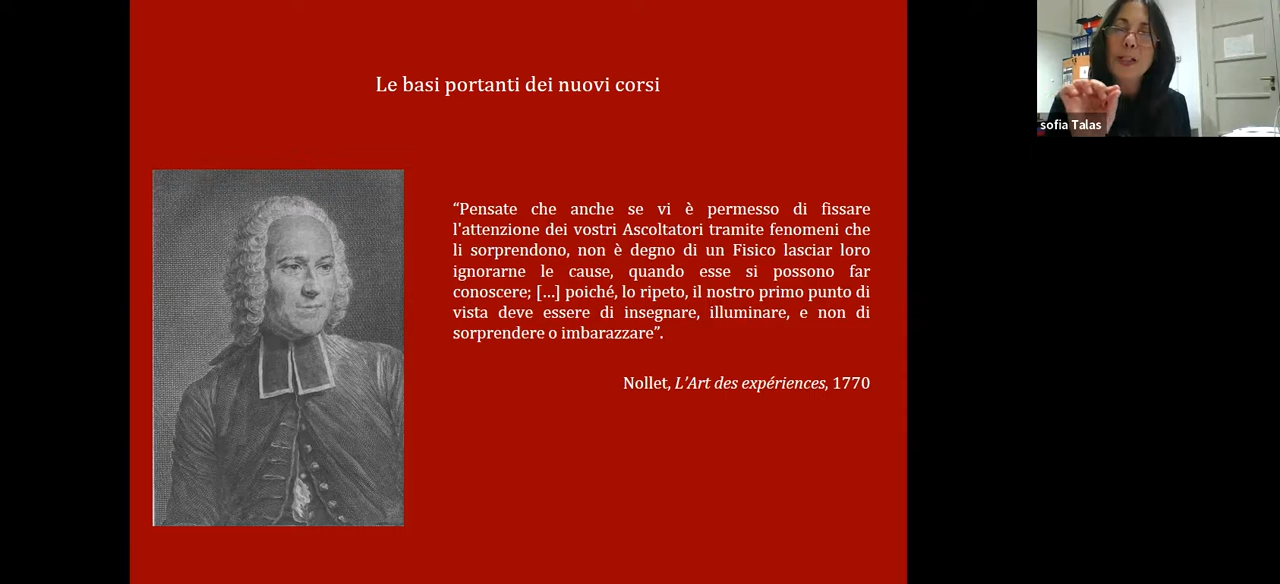 Le basi portanti dei nuovi corsi
“Pensate che anche se vi è permesso di fissare
l'attenzione dei vostri Ascoltatori tramite fenomeni che
li sorprendono, non è degno di un Fisico lasciar loro
ignorarne le cause, quando esse si possono far
conoscere; [...] poiché, lo ripeto, il nostro primo punto di
vista deve essere di insegnare, illuminare, e non di
sorprendere o imbarazzare”.
Nollet, L’Art des expériences, 1770
sofia Talas